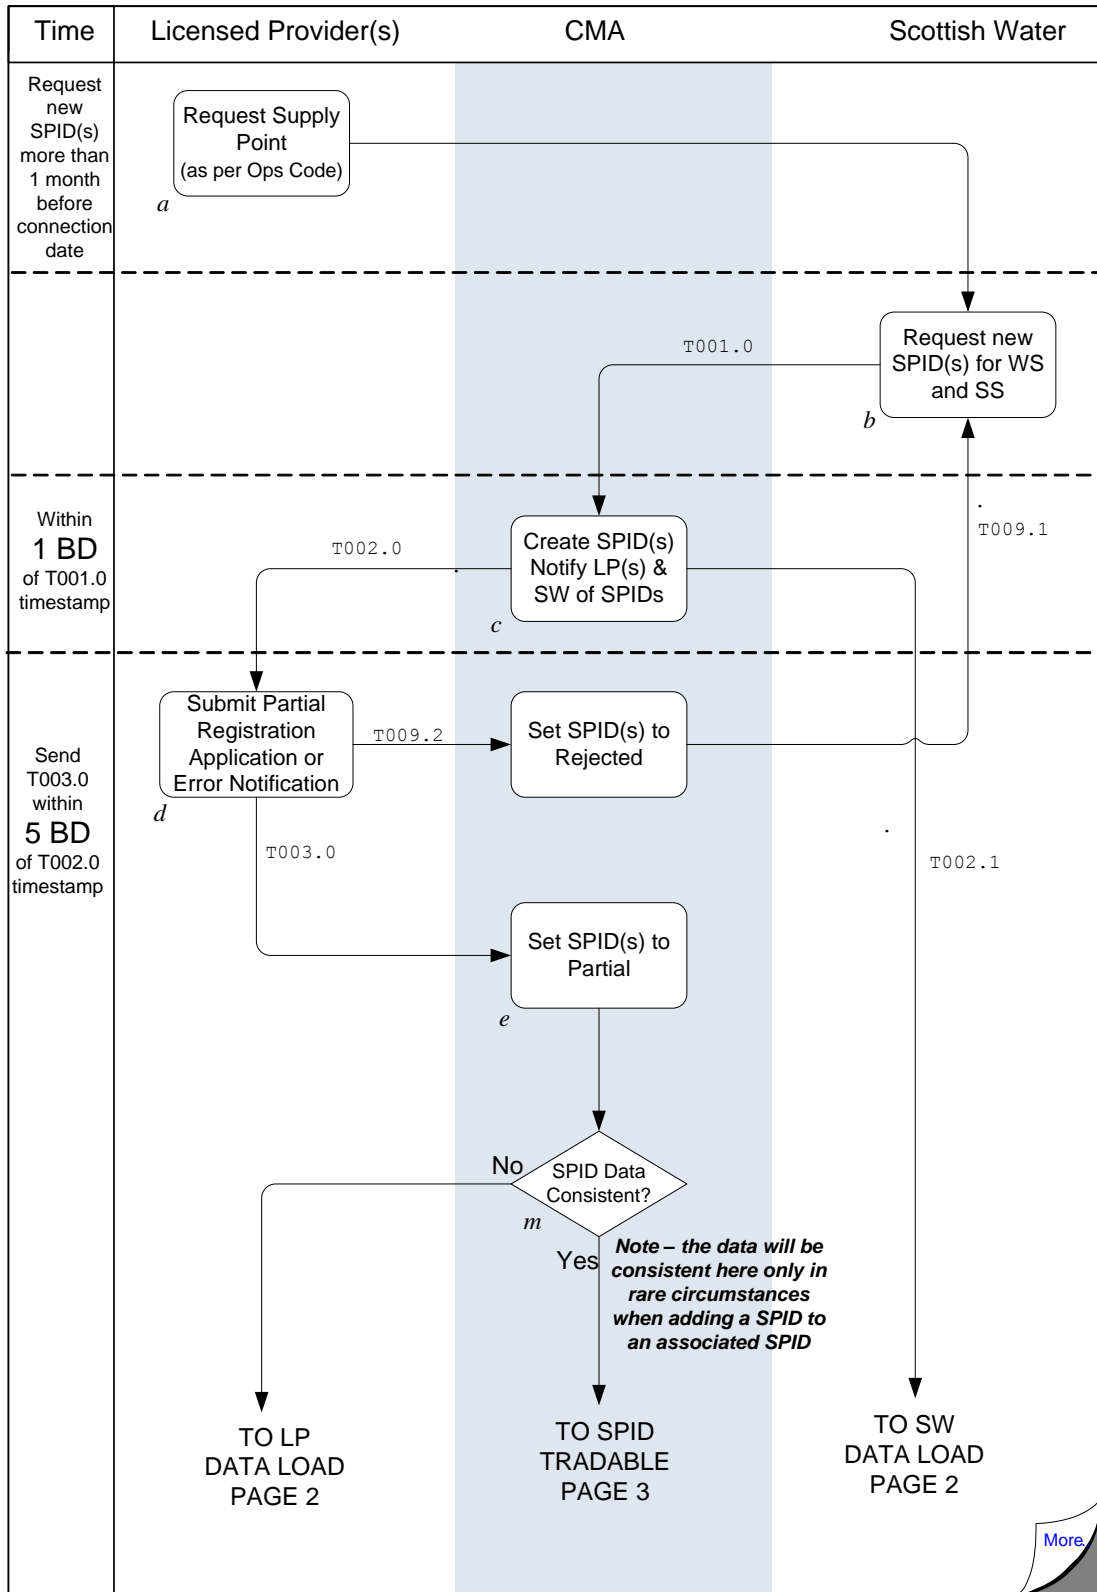 Time
Licensed Provider(s)
CMA
Scottish Water
Request
new
SPID(s)
more than
1 month
before
connection
date
Request Supply
Point
(as per Ops Code)
a
Request new
SPID(s) for WS
and SS
b
T001.0
Within
1 BD
of T001.0
timestamp
T002.0
Create SPID(s)
Notify LP(s) &
SW of SPIDs
c
T009.1
Send
T003.0
within
5 BD
of T002.0
timestamp
Submit Partial
Registration
Application or
Error Notification
d
T009.2
Set SPID(s) to
Rejected
T003.0
T002.1
Set SPID(s) to
Partial
e
No
SPID Data
Consistent?
m
Yes
Note – the data will be
consistent here only in
rare circumstances
when adding a SPID to
an associated SPID
TO LP
DATA LOAD
PAGE 2
TO SPID
TRADABLE
PAGE 3
TO SW
DATA LOAD
PAGE 2
More.